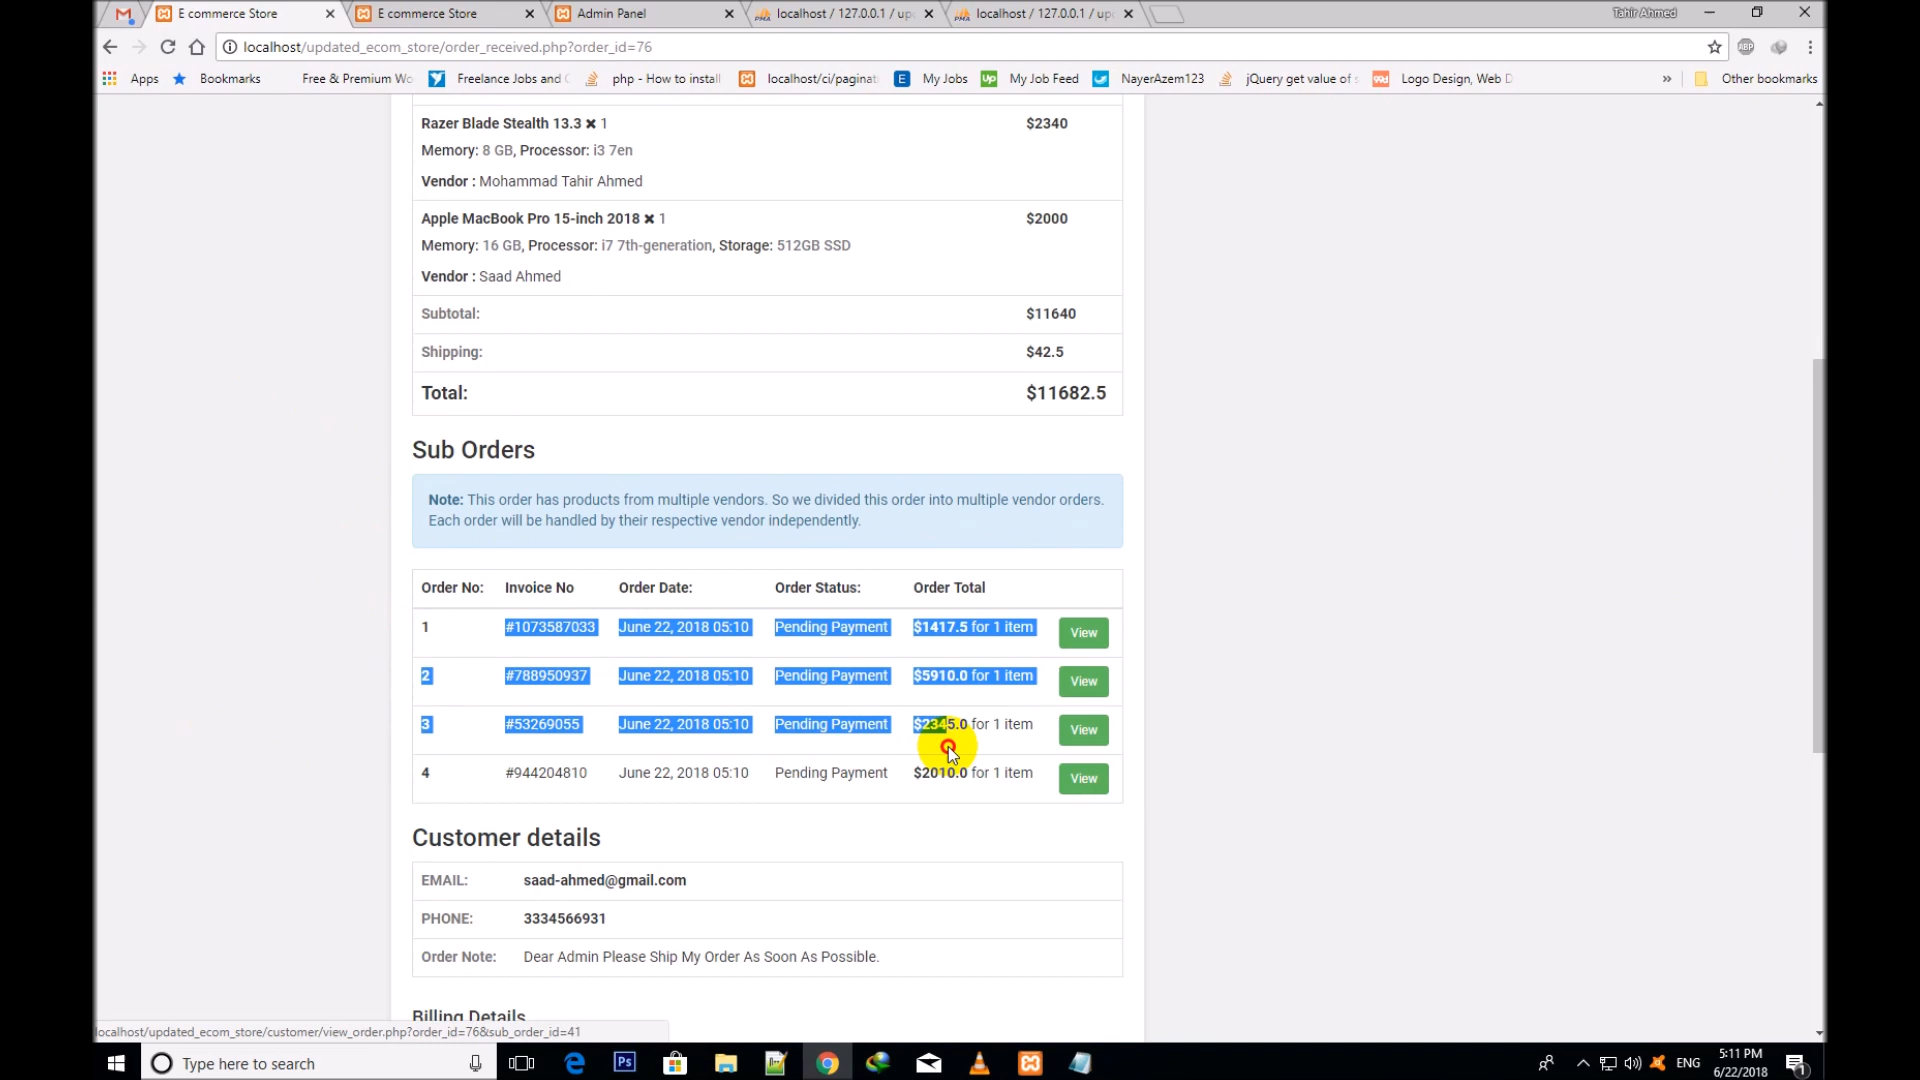 E commerce Store
E commerce Store
Admin Panel
localhost / 127.0.0.1 / up
localhost / 127.0.0.1 / up
Tahir Ahmed
localhost/updated_ecom_store/order_received.php?order_id=76
ABP
Apps
Bookmarks
Free & Premium Wo
Freelance Jobs and
php - How to install
localhost/ci/paginat
My Jobs
My Job Feed
NayerAzem123
jQuery get value of
Logo Design, Web D
»
Other bookmarks
Razer Blade Stealth 13.3 ✖ 1
$2340
Memory: 8 GB, Processor: i3 7en
Vendor : Mohammad Tahir Ahmed
Apple MacBook Pro 15-inch 2018 ✖ 1
$2000
Memory: 16 GB, Processor: i7 7th-generation, Storage: 512GB SSD
Vendor : Saad Ahmed
Subtotal: $11640
Shipping: $42.5
Total: $11682.5
Sub Orders
Note: This order has products from multiple vendors. So we divided this order into multiple vendor orders.
Each order will be handled by their respective vendor independently.
Order No: Invoice No Order Date: Order Status: Order Total
1 #1073587033 June 22, 2018 05:10 Pending Payment $1417.5 for 1 item View
2 #788950937 June 22, 2018 05:10 Pending Payment $5910.0 for 1 item View
3 #53269055 June 22, 2018 05:10 Pending Payment $2345.0 for 1 item View
4 #944204810 June 22, 2018 05:10 Pending Payment $2010.0 for 1 item View
Customer details
EMAIL: saad-ahmed@gmail.com
PHONE: 3334566931
Order Note: Dear Admin Please Ship My Order As Soon As Possible.
Billing Details
localhost/updated_ecom_store/customer/view_order.php?order_id=76&sub_order_id=41
Type here to search
Ps
ENG
5:11 PM
6/22/2018
1